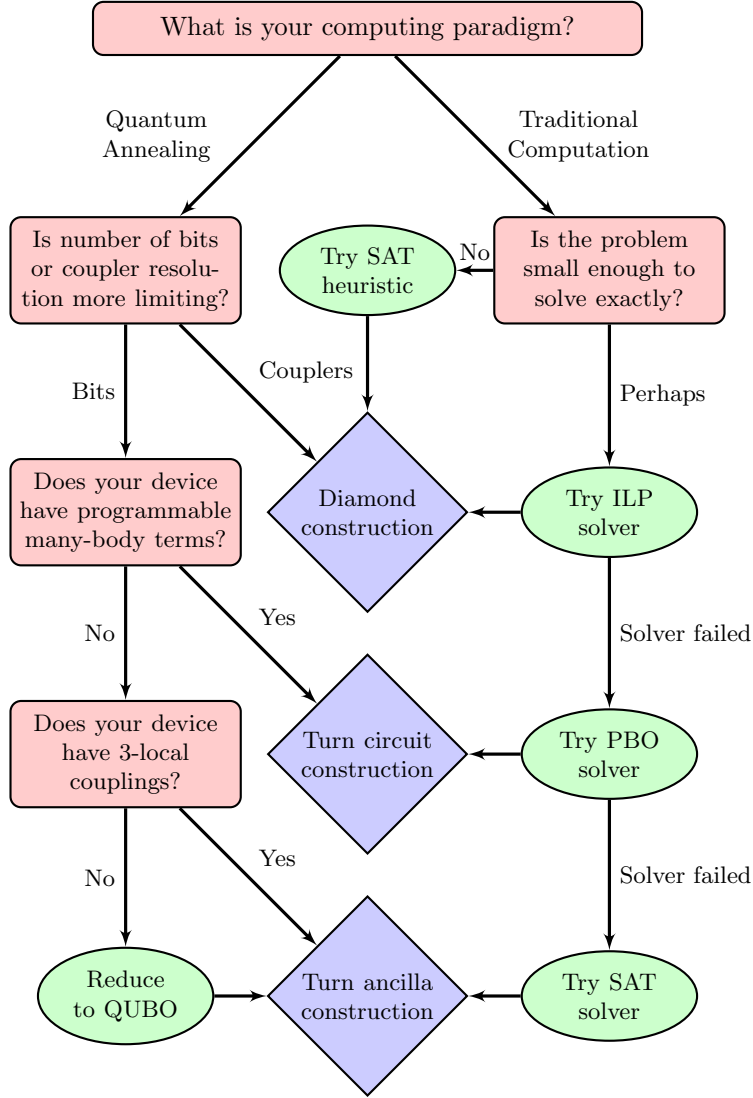 What is your computing paradigm?
Quantum
Annealing
Traditional
Computation
Is number of bits
or coupler resolu-
tion more limiting?
Try SAT
heuristic
No
Is the problem
small enough to
solve exactly?
Bits
Couplers
Perhaps
Does your device
have programmable
many-body terms?
Diamond
construction
Try ILP
solver
No
Yes
Solver failed
Does your device
have 3-local
couplings?
Turn circuit
construction
Try PBO
solver
No
Yes
Solver failed
Reduce
to QUBO
Turn ancilla
construction
Try SAT
solver